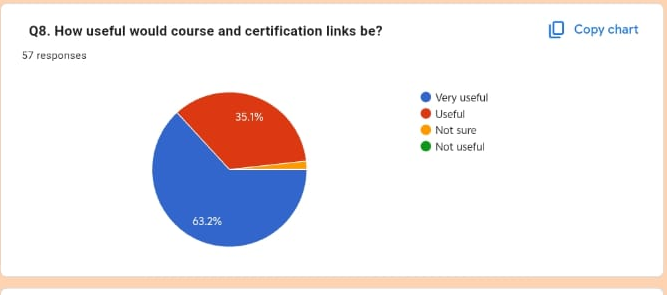 Q8. How useful would course and certification links be?
Copy chart
57 responses
35.1%
63.2%
Very useful
Useful
Not sure
Not useful